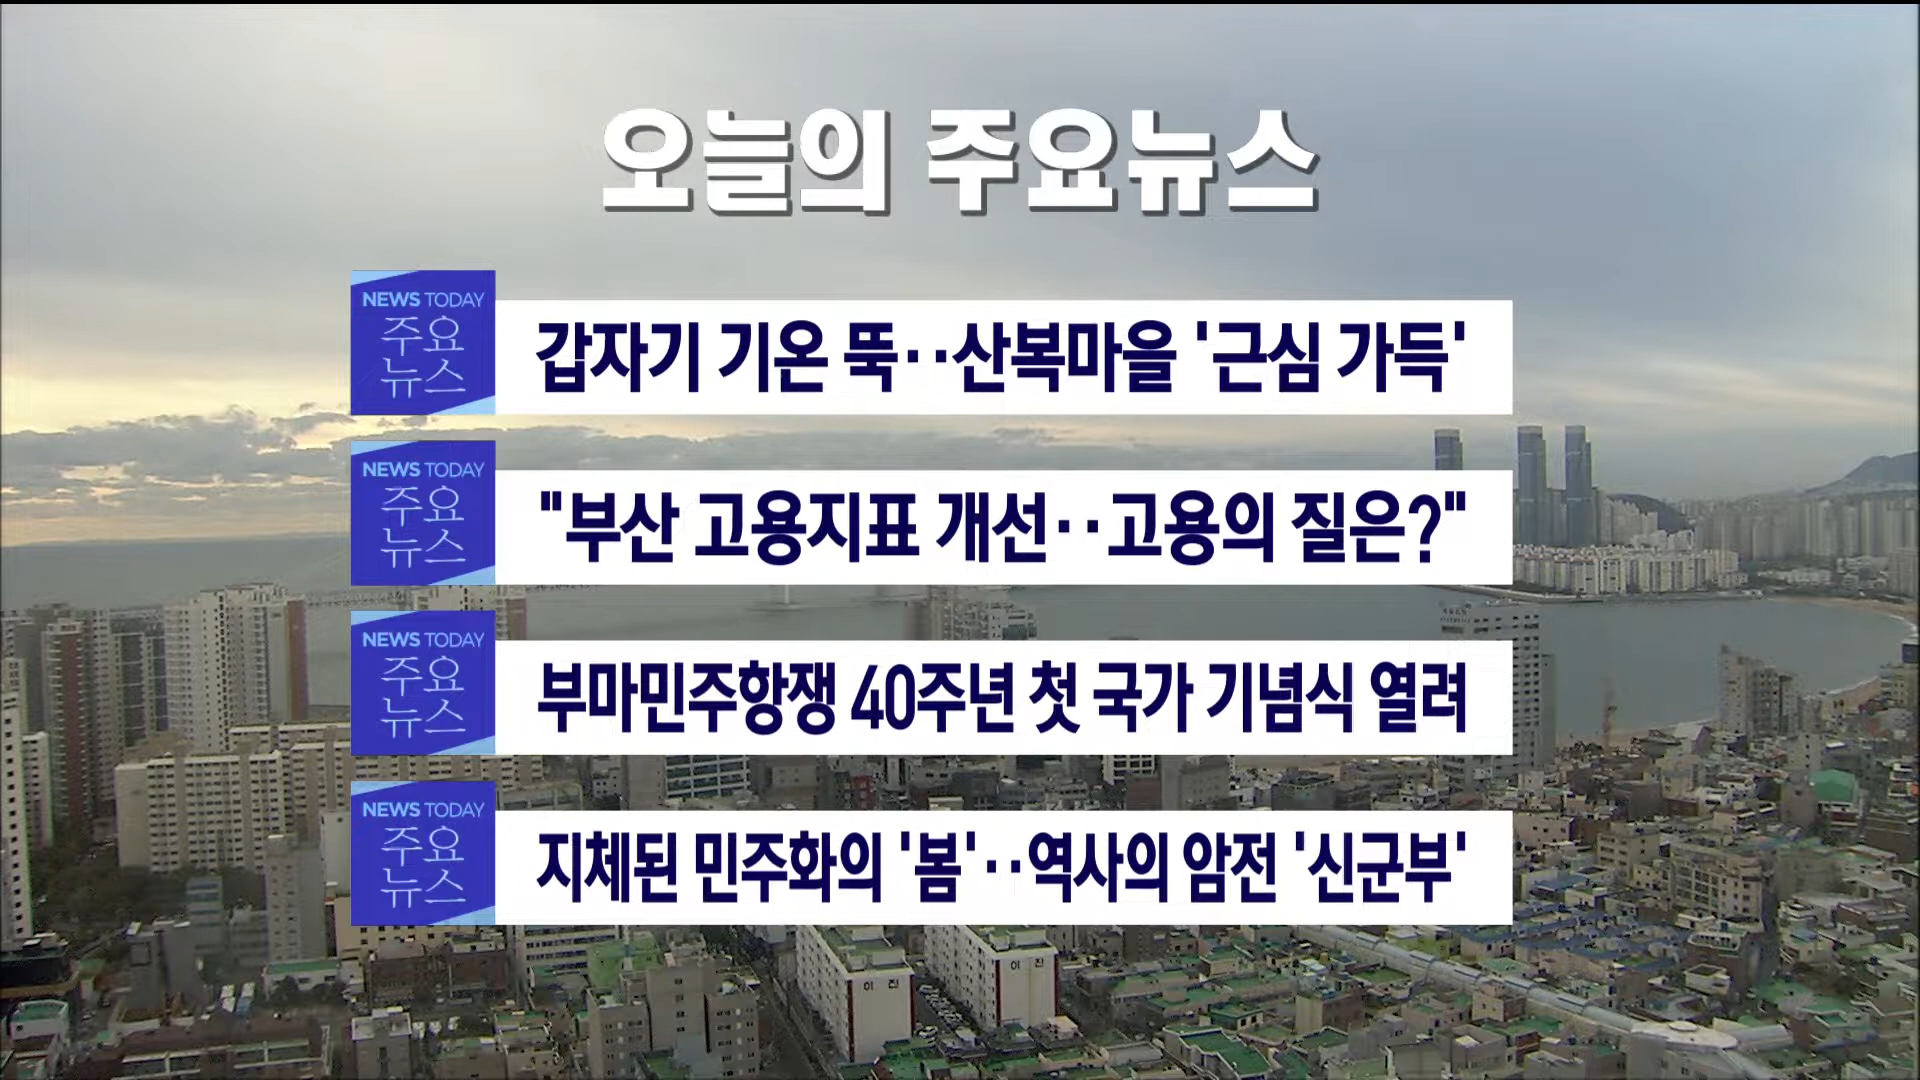 오늘의 주요뉴스
NEWS TODAY
주요
뉴스
갑자기 기온 뚝··산복마을 '근심 가득'
NEWS TODAY
주요
뉴스
"부산 고용지표 개선··고용의 질은?"
NEWS TODAY
주요
뉴스
부마민주항쟁 40주년 첫 국가 기념식 열려
NEWS TODAY
주요
뉴스
지체된 민주화의 '봄'··역사의 암전 '신군부'
이 진
이 진